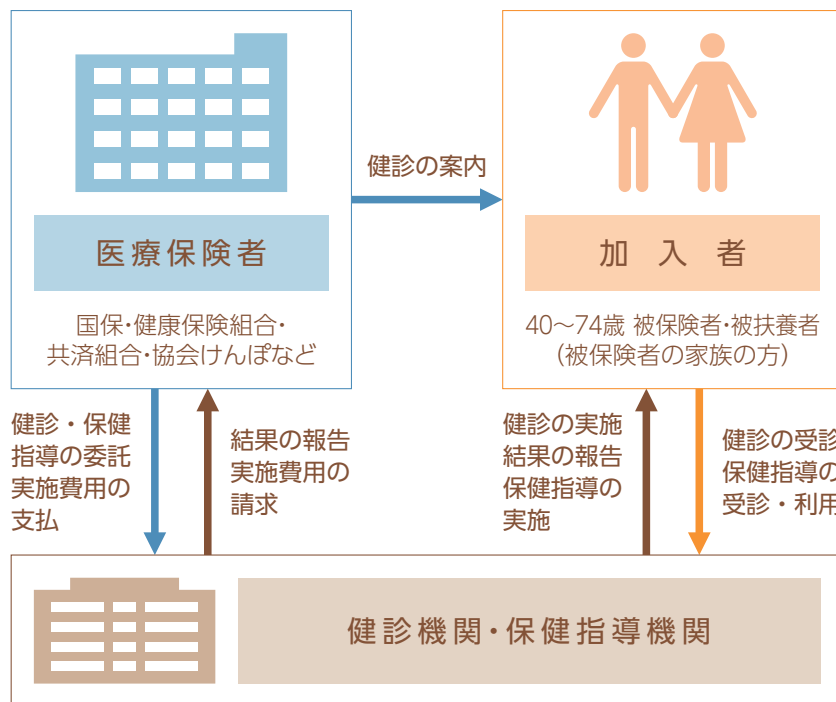 健診の案内
医療保険者
国保・健康保険組合・
共済組合・協会けんぽなど
加入者
40〜74歳 被保険者・被扶養者
(被保険者の家族の方)
健診・保健
指導の委託
実施費用の
支払
結果の報告
実施費用の
請求
健診の実施
結果の報告
保健指導の
実施
健診の受診
保健指導の
受診・利用
健診機関・保健指導機関